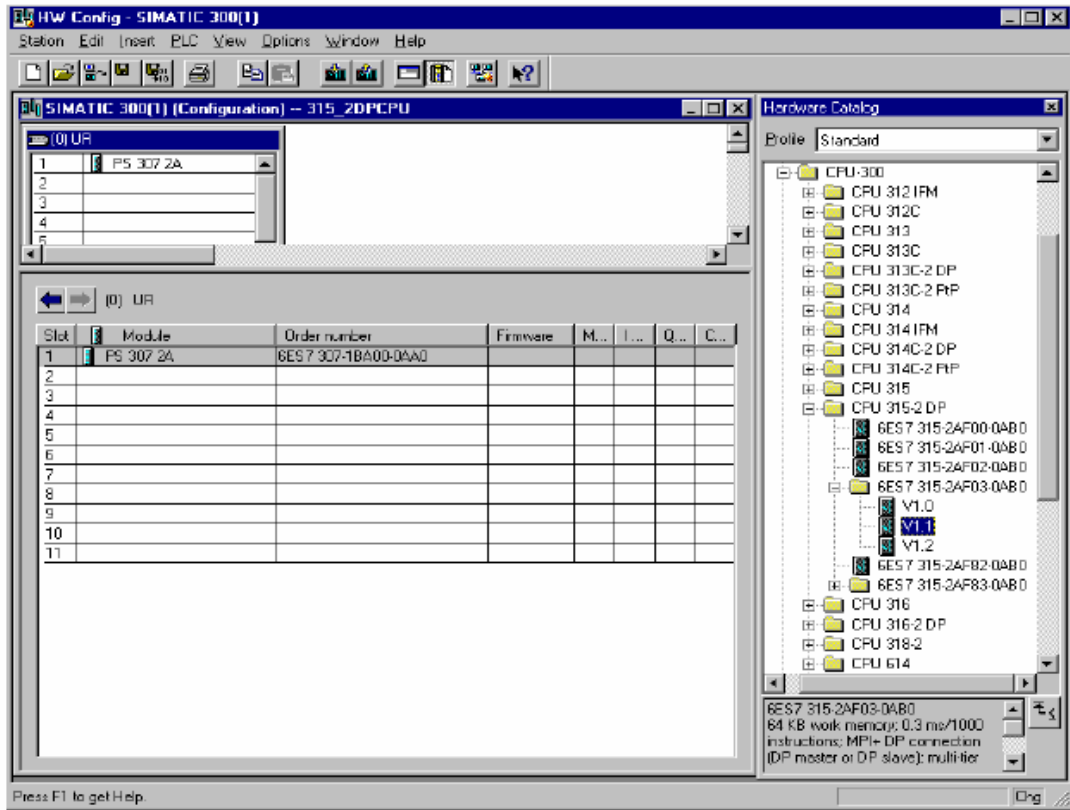 HW Config - SIMATIC 300(1)
Station Edit Insert PLC View Options Window Help
SIMATIC 300(1) (Configuration) -- 315_2DPCPU
(0) UR
1 PS 307 2A
2
3
4
5
(0) UR
Slot Module Order number Firmware M... I... Q... C...
1 PS 307 2A 6ES7 307-1BA00-0AA0
2
3
4
5
6
7
8
9
10
11
Hardware Catalog
Profile Standard
CPU-300
CPU 312 IFM
CPU 312C
CPU 313
CPU 313C
CPU 313C-2 DP
CPU 313C-2 PtP
CPU 314
CPU 314 IFM
CPU 314C-2 DP
CPU 314C-2 PtP
CPU 315
CPU 315-2 DP
6ES7 315-2AF00-0AB0
6ES7 315-2AF01-0AB0
6ES7 315-2AF02-0AB0
6ES7 315-2AF03-0AB0
V1.0
V1.1
V1.2
6ES7 315-2AF82-0AB0
6ES7 315-2AF83-0AB0
CPU 316
CPU 316-2 DP
CPU 318-2
CPU 614
6ES7 315-2AF03-0AB0
64 KB work memory; 0.3 ms/1000
instructions; MPI+ DP connection
(DP master or DP slave); multi-tier
Press F1 to get Help.
Chg